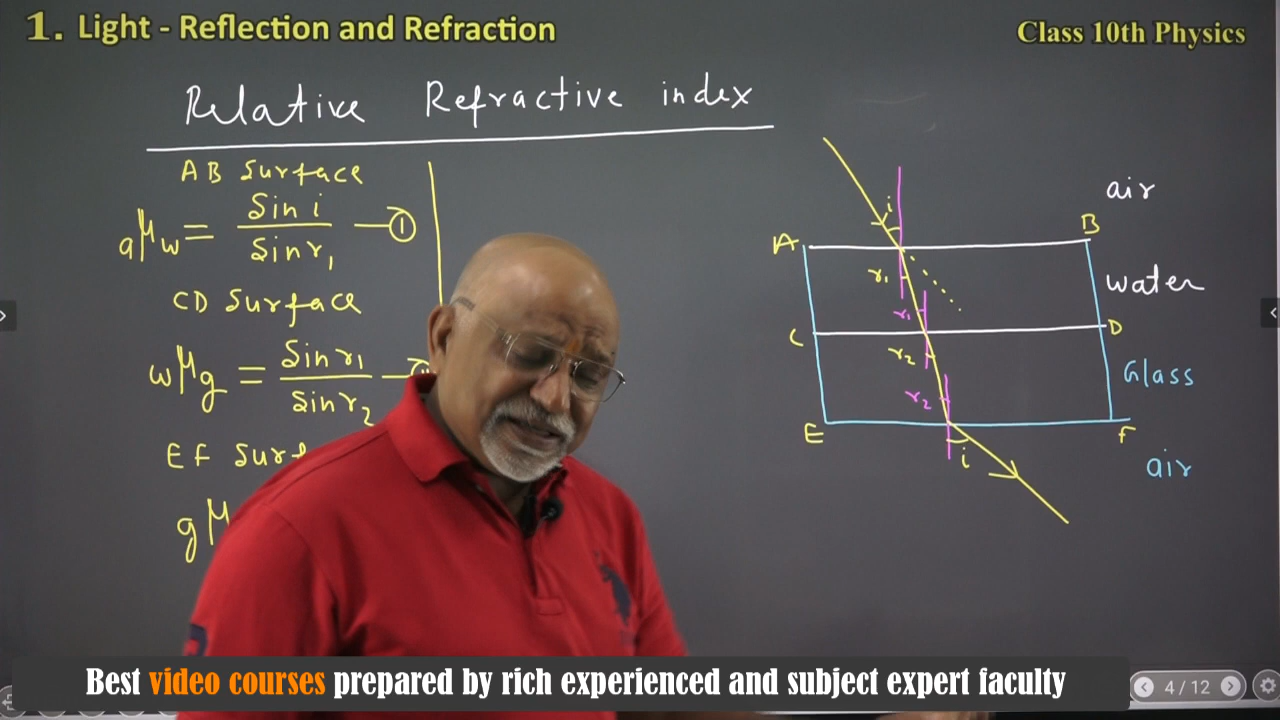 1. Light - Reflection and Refraction
Class 10th Physics
Relative Refractive index
AB Surface
aμw = Sin i / Sin r₁ —①
CD Surface
wμg = Sin r₁ / Sin r₂
EF
gμ
A
B
C
D
E
F
i
r₁
r₁
r₂
r₂
i
air
water
Glass
air
Best video courses prepared by rich experienced and subject expert faculty
4 / 12